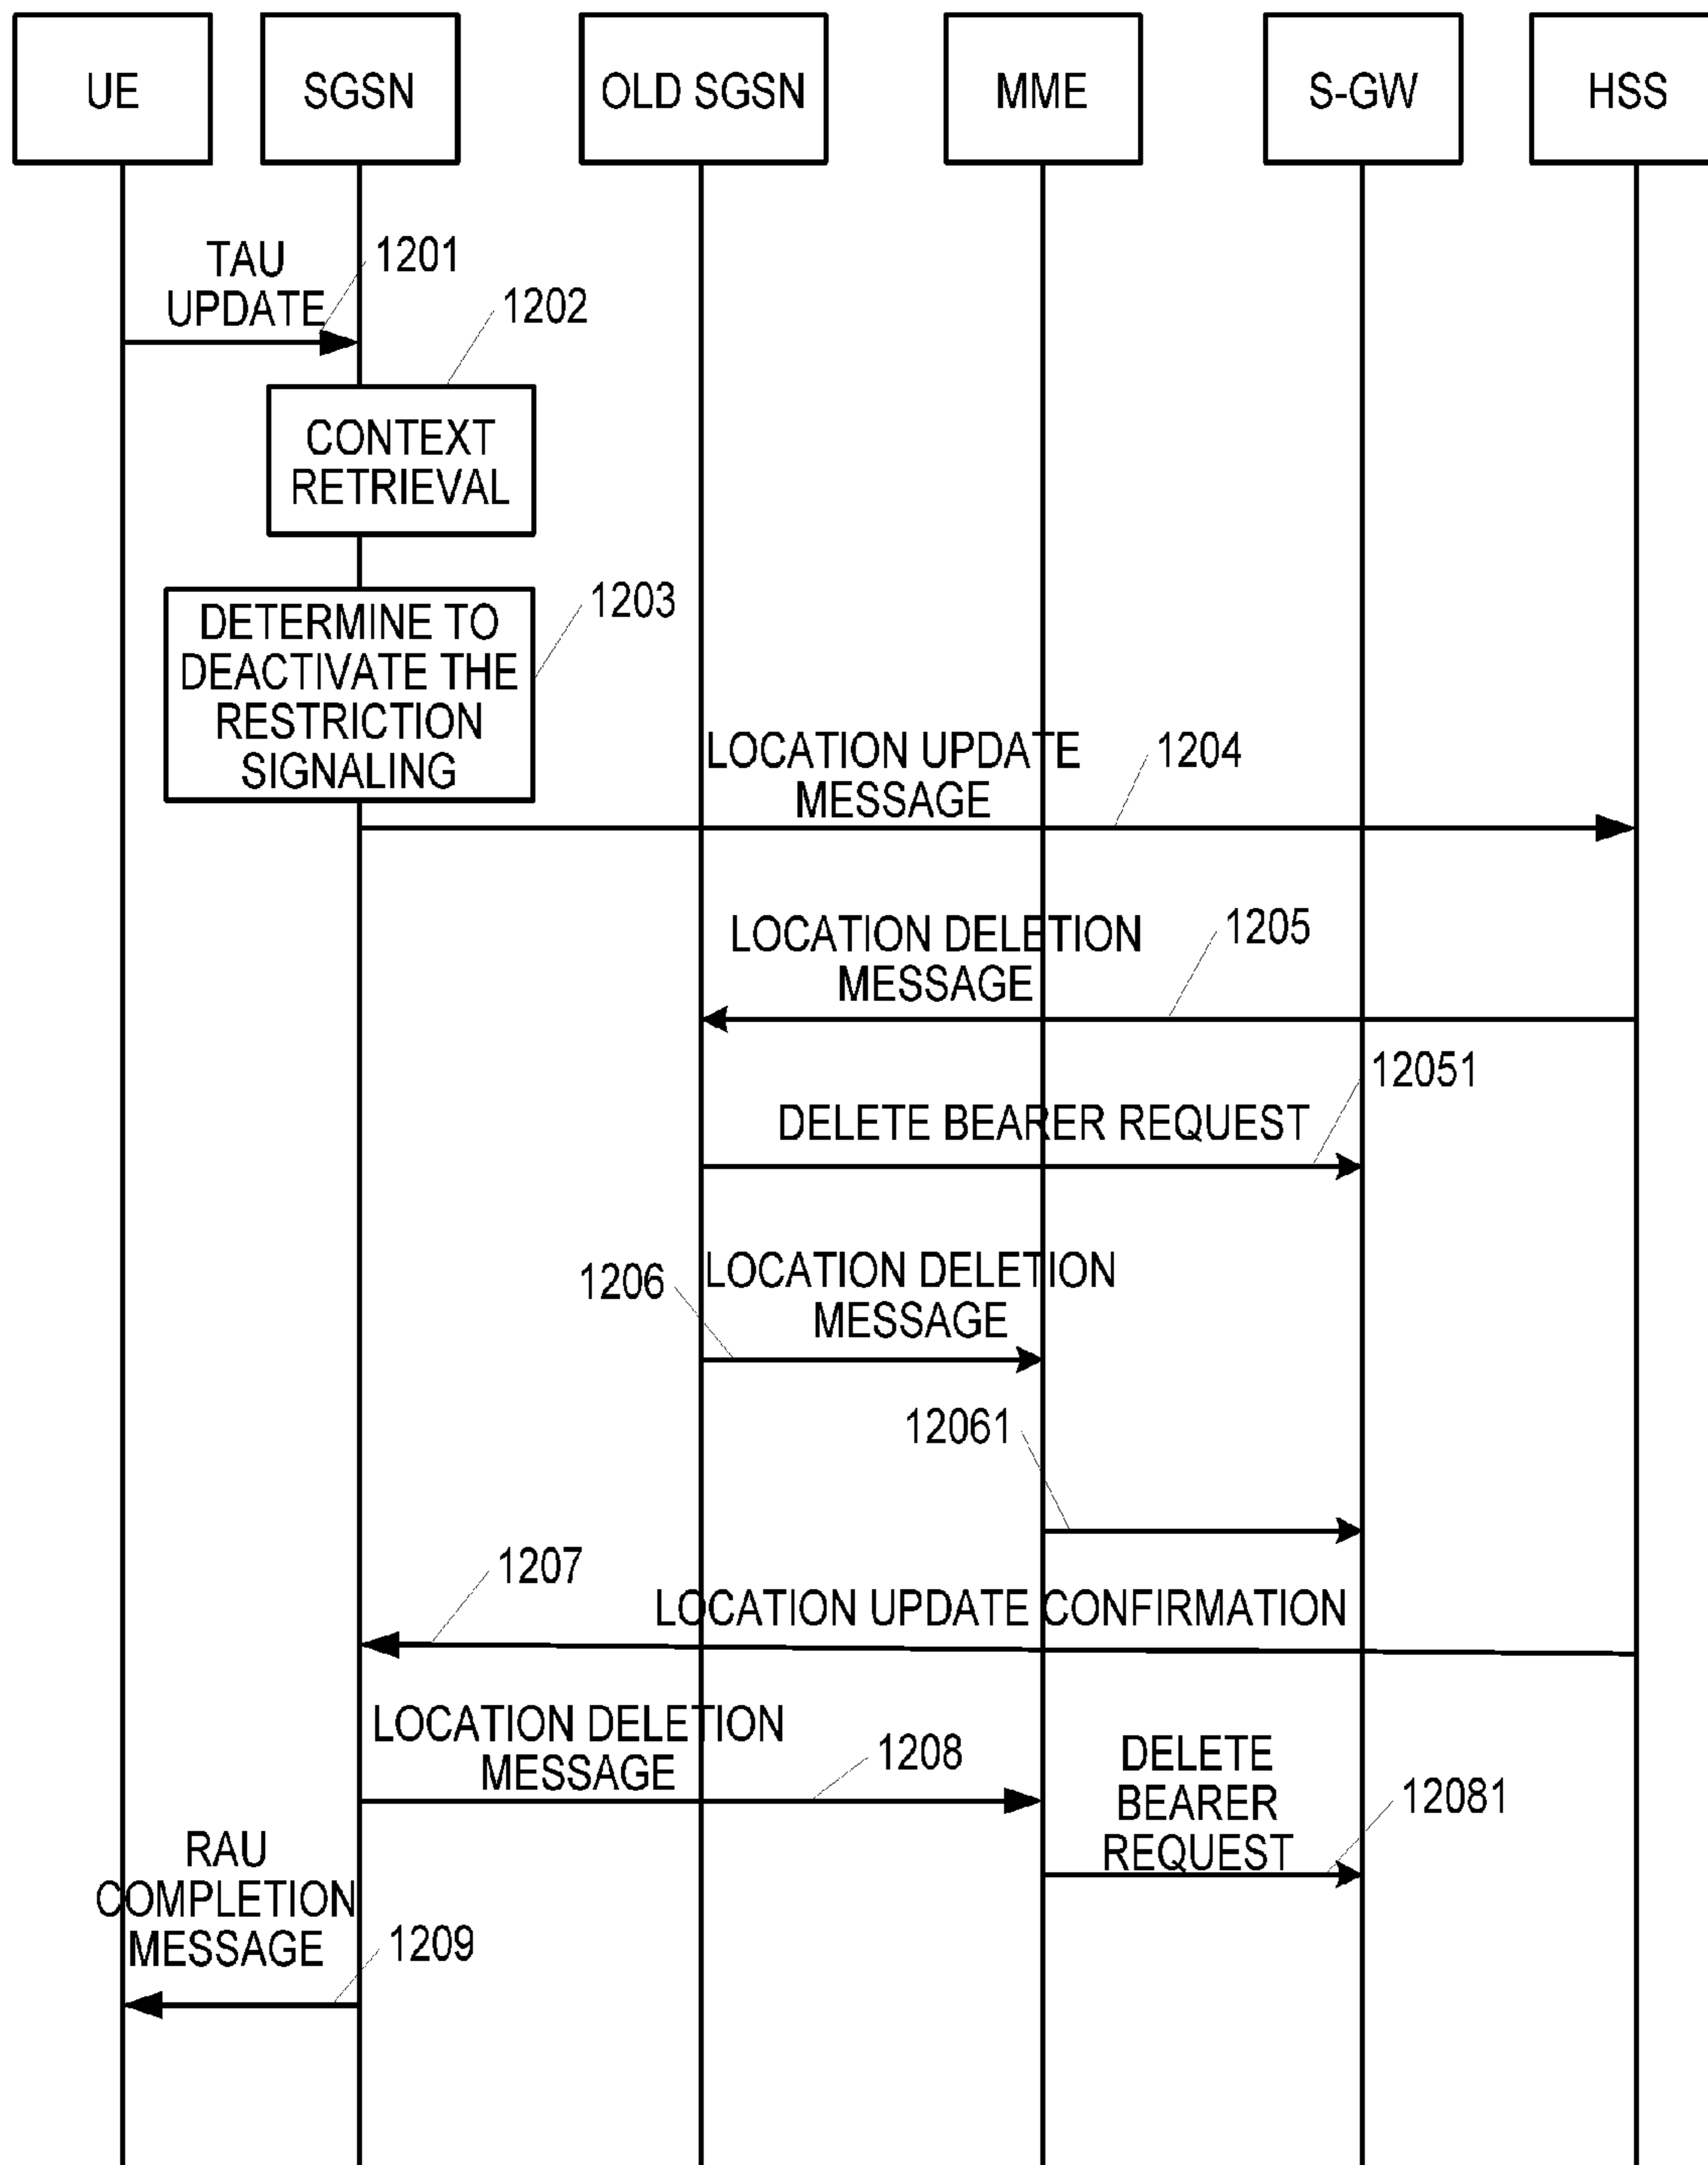 UE
SGSN
OLD SGSN
MME
S-GW
HSS
TAU
UPDATE
1201
1202
CONTEXT
RETRIEVAL
1203
DETERMINE TO
DEACTIVATE THE
RESTRICTION
SIGNALING
LOCATION UPDATE
MESSAGE
1204
LOCATION DELETION
MESSAGE
1205
12051
DELETE BEARER REQUEST
1206
LOCATION DELETION
MESSAGE
12061
1207
LOCATION UPDATE CONFIRMATION
LOCATION DELETION
MESSAGE
1208
DELETE
BEARER
REQUEST
12081
RAU
COMPLETION
MESSAGE
1209